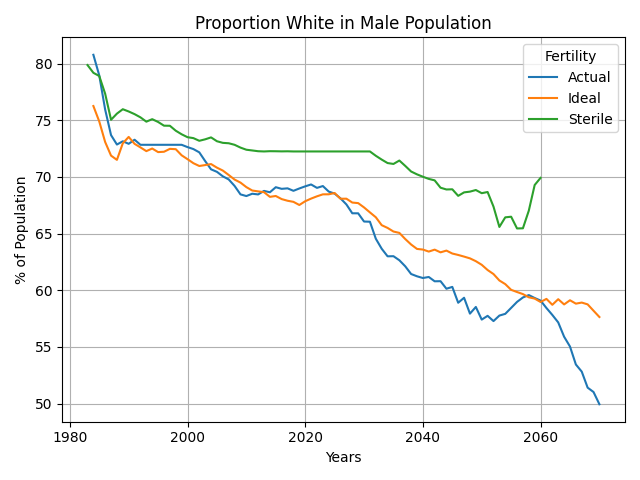 Proportion White in Male Population
Fertility
Actual
Ideal
Sterile
% of Population
80
75
70
65
60
55
50
1980
2000
2020
2040
2060
Years